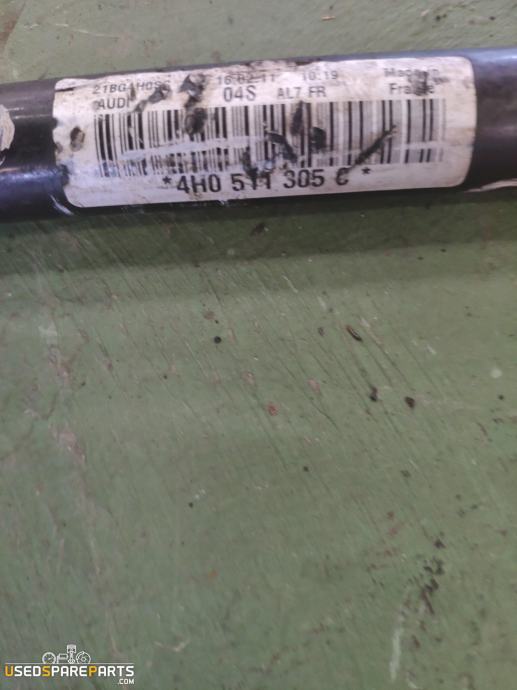 16.02.11 10:19
AUDI 04S AL7 FR
*4H0 511 305 C *
USEDSPAREPARTS
.COM